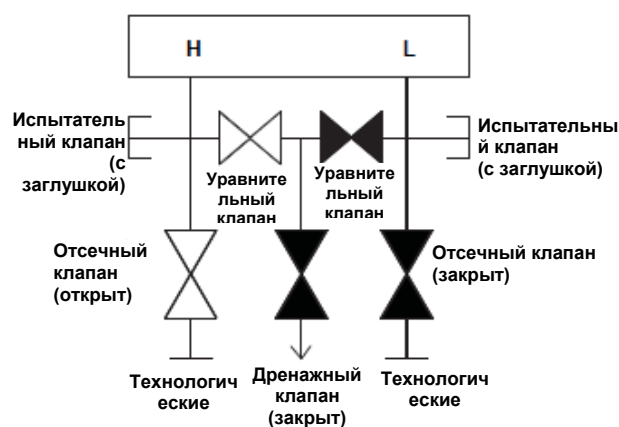 H
L
Испытатель
ный клапан
(с
заглушкой)
Уравните
льный
клапан
Уравните
льный
клапан
Испытательны
й клапан
(с заглушкой)
Отсечный
клапан
(открыт)
Отсечный клапан
(закрыт)
Технологич
еские
Дренажный
клапан
(закрыт)
Технологич
еские